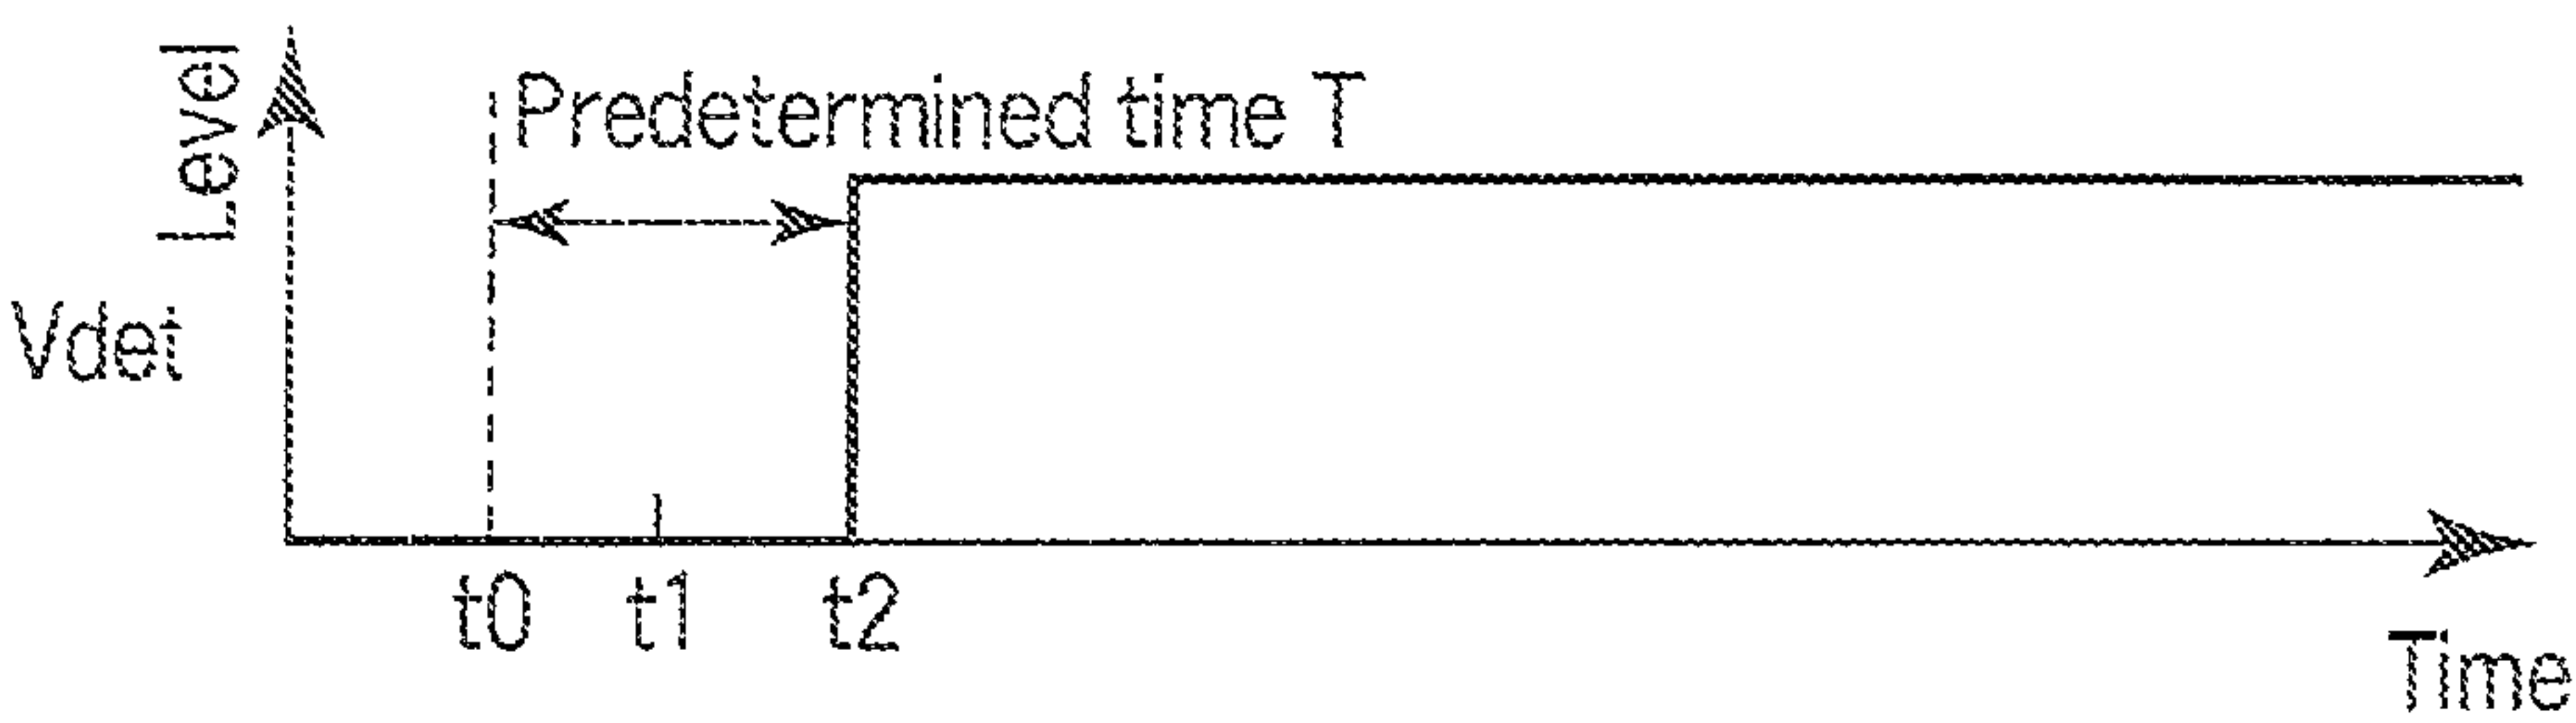 Level
Predetermined time T
Vdet
t0 t1 t2
Time